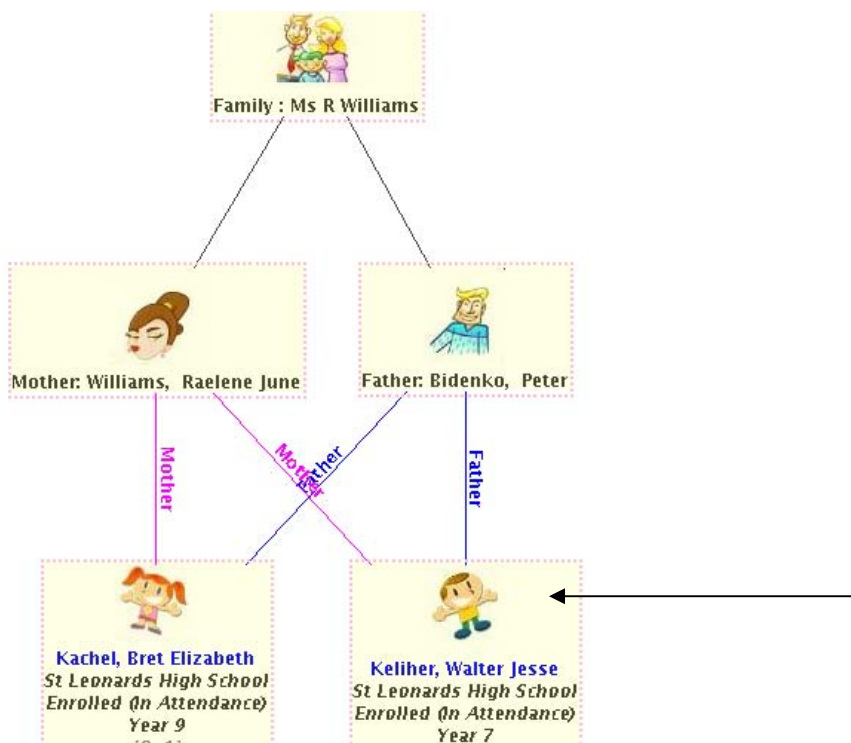 Family : Ms R Williams
Mother: Williams, Raelene June
Father: Bidenko, Peter
Mother
Mother
Father
Father
Kachel, Bret Elizabeth
St Leonards High School
Enrolled (In Attendance)
Year 9
Keliher, Walter Jesse
St Leonards High School
Enrolled (In Attendance)
Year 7